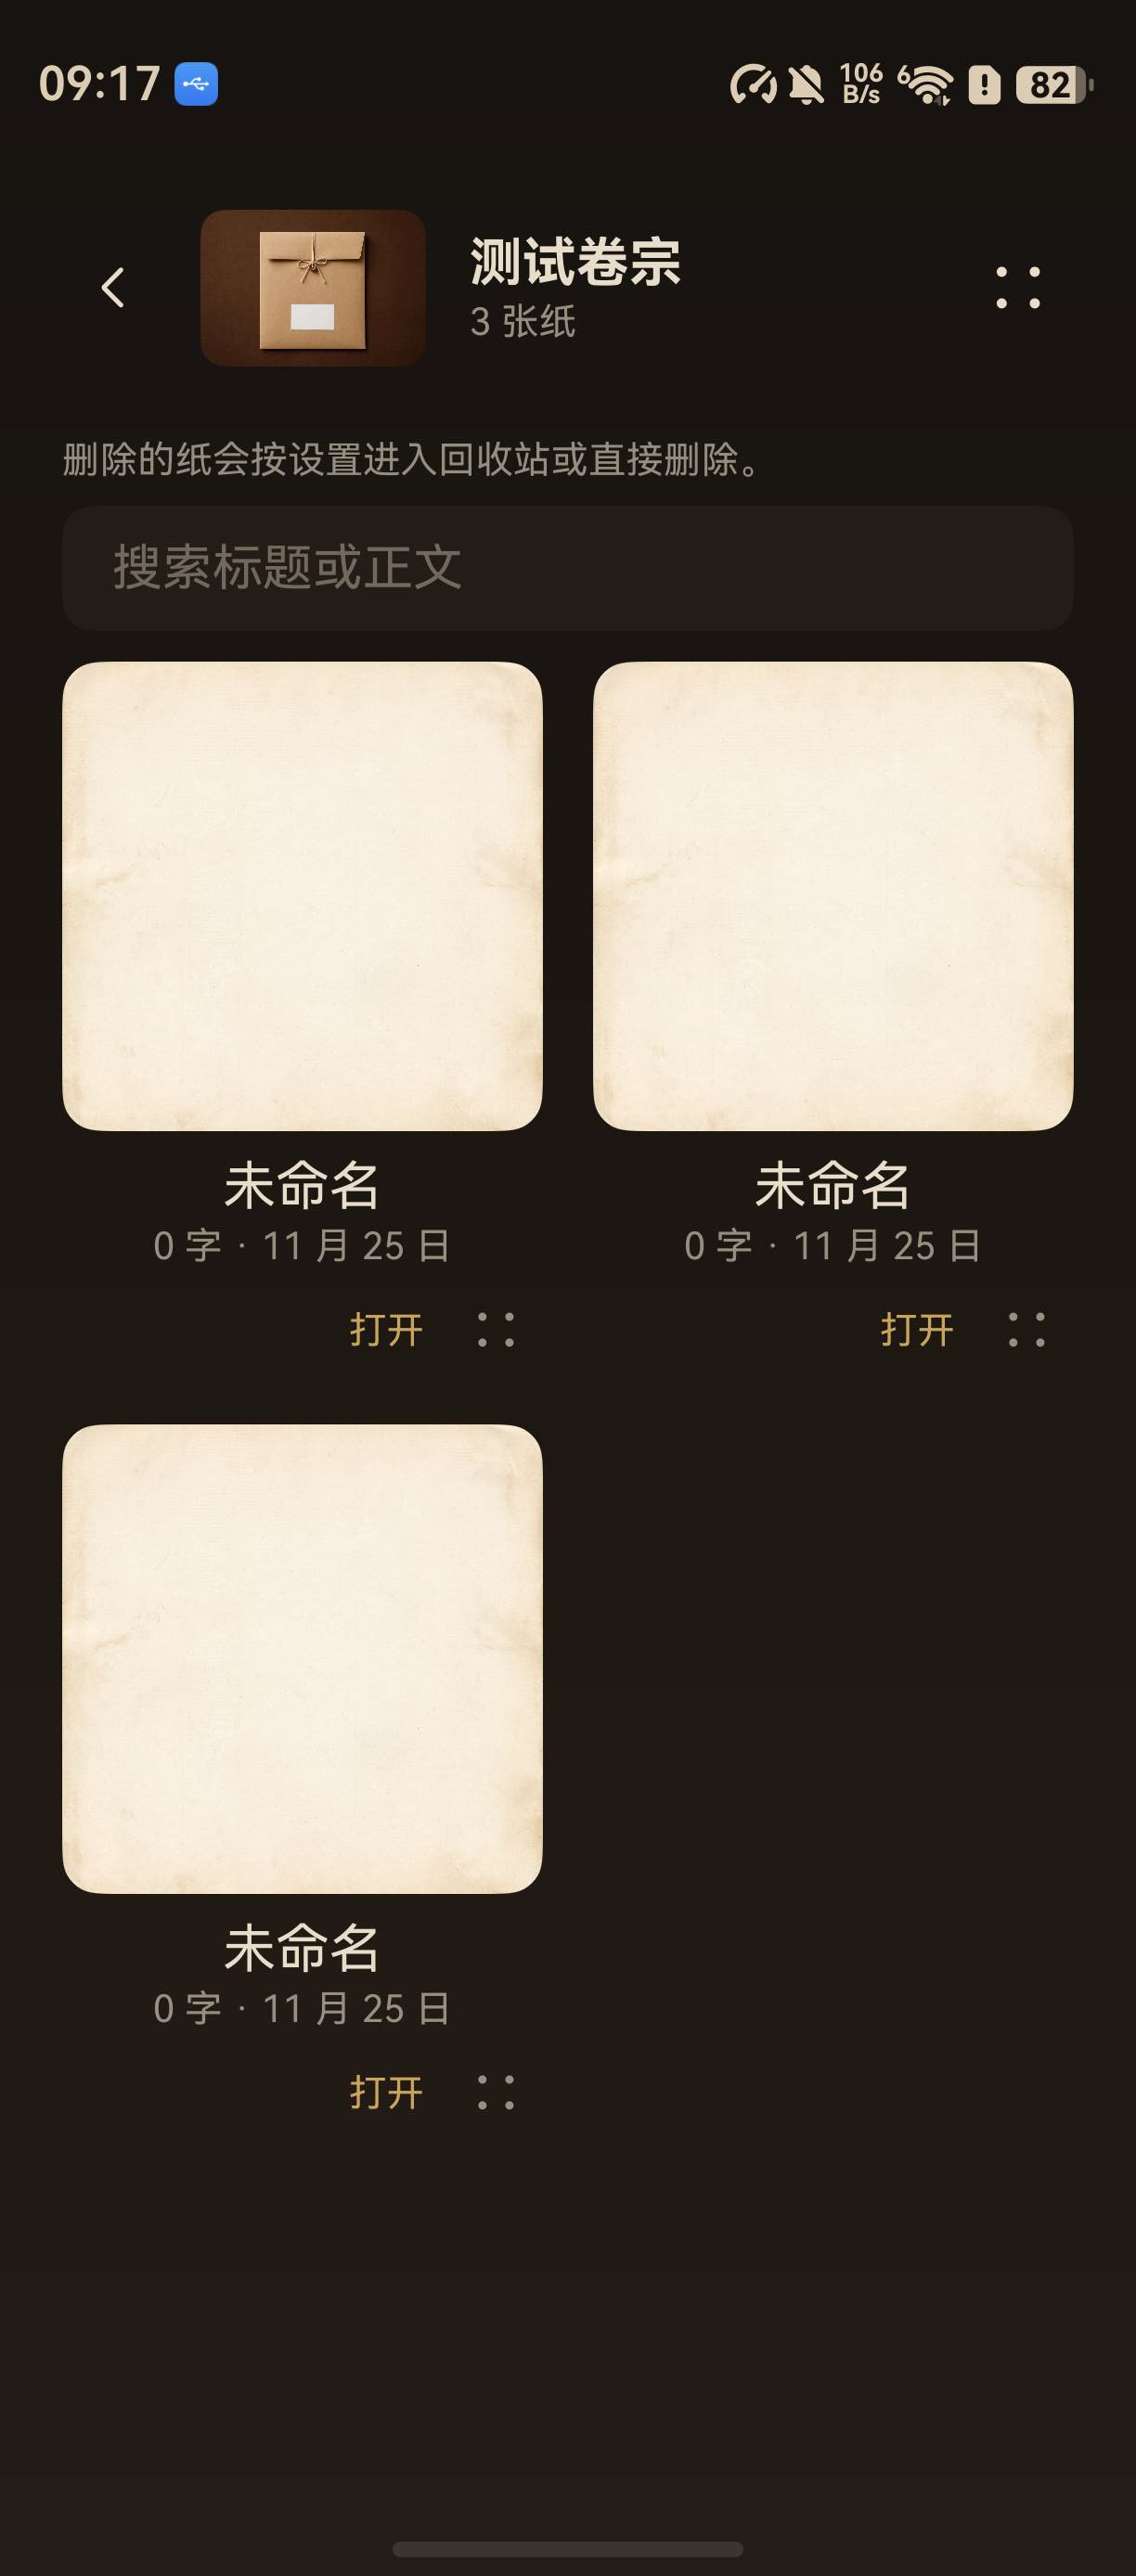 09:17
106 B/s
6
82
测试卷宗
3 张纸
删除的纸会按设置进入回收站或直接删除。
搜索标题或正文
未命名
0 字 · 11 月 25 日
打开
未命名
0 字 · 11 月 25 日
打开
未命名
0 字 · 11 月 25 日
打开